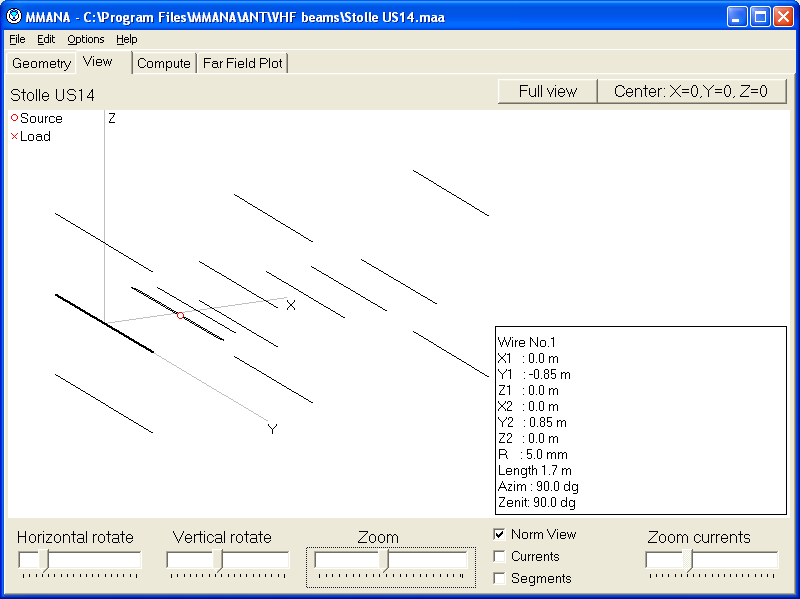 MMANA - C:\Program Files\MMANA\ANT\VHF beams\Stolle US14.maa
File Edit Options Help
Geometry View Compute Far Field Plot
Stolle US14
Full view Center: X=0,Y=0, Z=0
Source
Load
Z
X
Y
Wire No.1
X1 : 0.0 m
Y1 : -0.85 m
Z1 : 0.0 m
X2 : 0.0 m
Y2 : 0.85 m
Z2 : 0.0 m
R : 5.0 mm
Length 1.7 m
Azim : 90.0 dg
Zenit: 90.0 dg
Horizontal rotate Vertical rotate Zoom Norm View Zoom currents
Currents
Segments